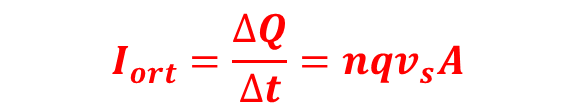 I_ort = ΔQ/Δt = nqv_sA